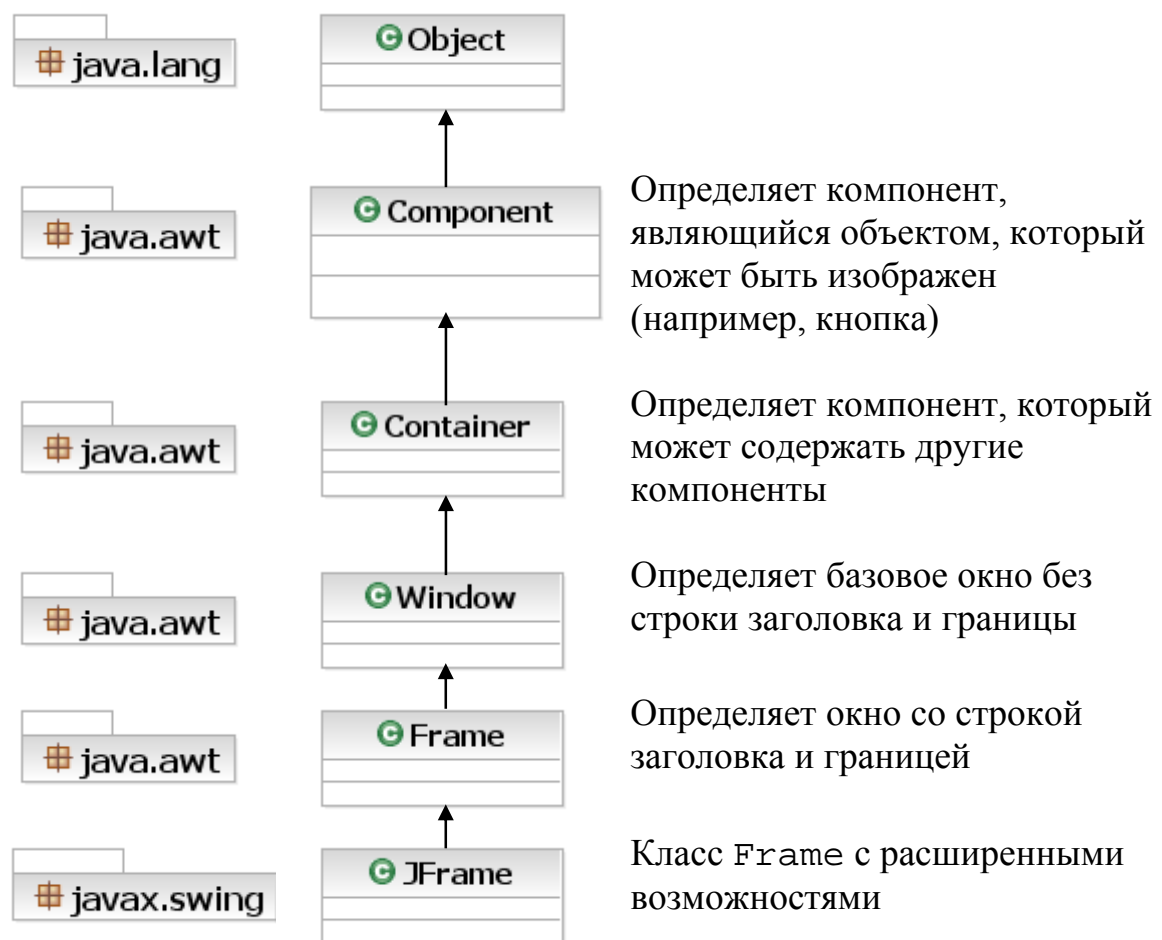 java.lang
Object
java.awt
Component
Определяет компонент,
являющийся объектом, который
может быть изображен
(например, кнопка)
java.awt
Container
Определяет компонент, который
может содержать другие
компоненты
java.awt
Window
Определяет базовое окно без
строки заголовка и границы
java.awt
Frame
Определяет окно со строкой
заголовка и границей
javax.swing
JFrame
Класс Frame с расширенными
возможностями